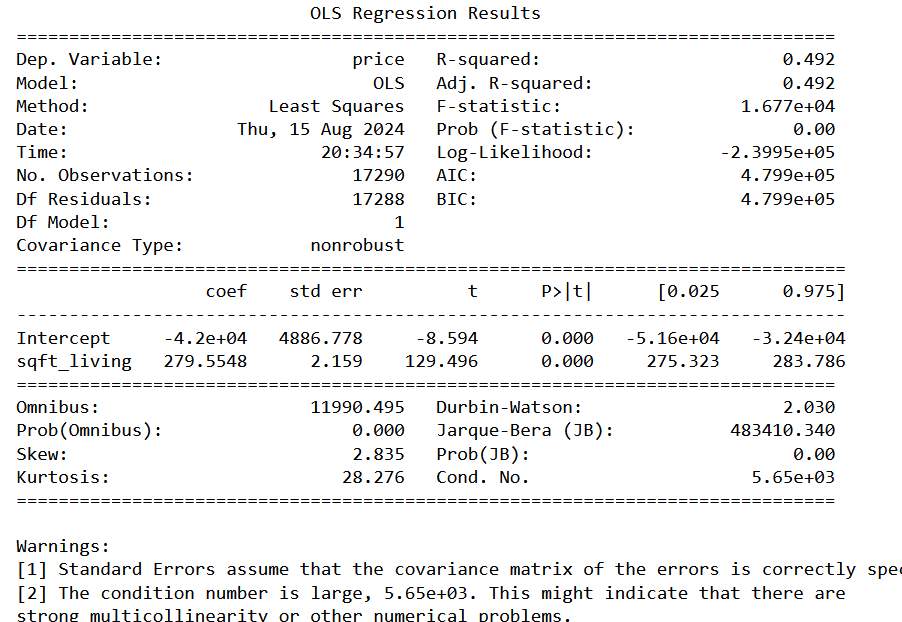 OLS Regression Results
==============================================================================
Dep. Variable:                  price   R-squared:                       0.492
Model:                            OLS   Adj. R-squared:                  0.492
Method:                 Least Squares   F-statistic:                 1.677e+04
Date:                Thu, 15 Aug 2024   Prob (F-statistic):               0.00
Time:                        20:34:57   Log-Likelihood:            -2.3995e+05
No. Observations:               17290   AIC:                         4.799e+05
Df Residuals:                   17288   BIC:                         4.799e+05
Df Model:                           1
Covariance Type:            nonrobust
===============================================================================
                  coef    std err          t      P>|t|      [0.025      0.975]
-------------------------------------------------------------------------------
Intercept     -4.2e+04   4886.778     -8.594      0.000   -5.16e+04   -3.24e+04
sqft_living   279.5548      2.159    129.496      0.000     275.323     283.786
==============================================================================
Omnibus:                    11990.495   Durbin-Watson:                   2.030
Prob(Omnibus):                  0.000   Jarque-Bera (JB):           483410.340
Skew:                           2.835   Prob(JB):                         0.00
Kurtosis:                      28.276   Cond. No.                     5.65e+03
==============================================================================
Warnings:
[1] Standard Errors assume that the covariance matrix of the errors is correctly spec
[2] The condition number is large, 5.65e+03. This might indicate that there are
strong multicollinearity or other numerical problems.